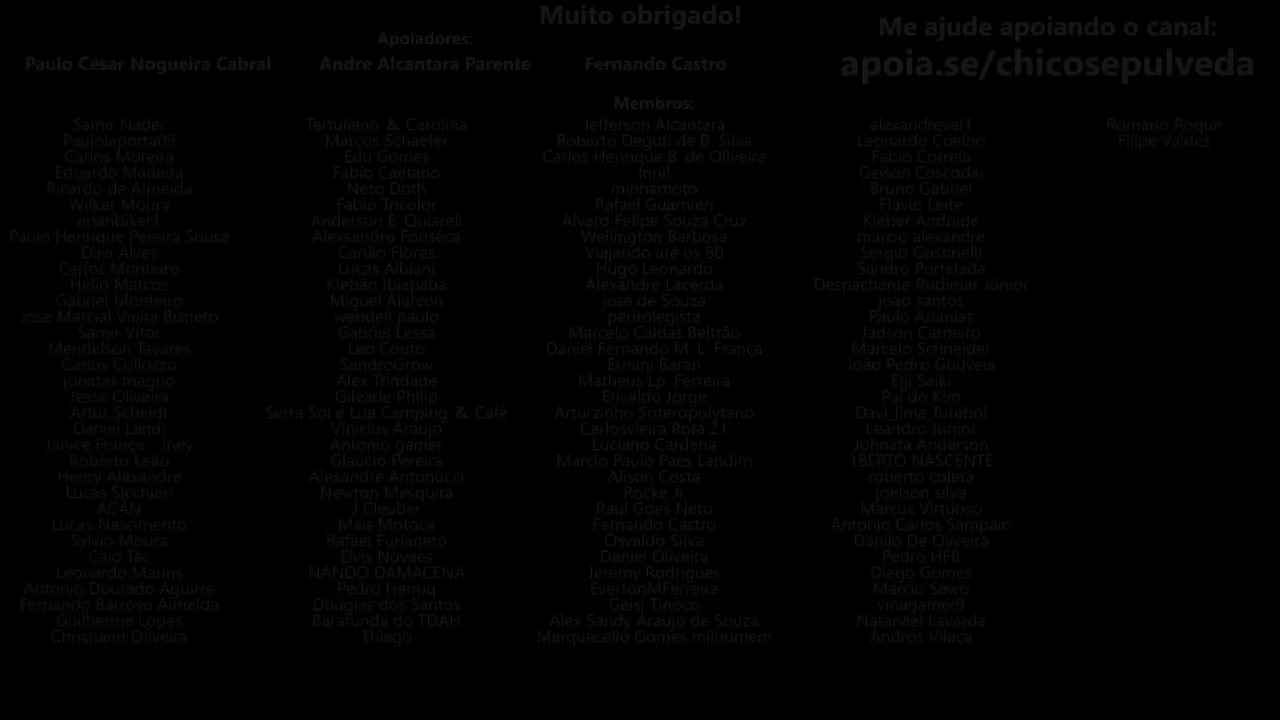 Muito obrigado!
Me ajude apoiando o canal:
apoia.se/chicosepulveda
Apoiadores:
Paulo César Nogueira Cabral
Andre Alcantara Parente
Fernando Castro
Membros:
Samir Nader
Paulolaporta09
Carlos Moreira
Eduardo Madeira
Ricardo de Almeida
Wilker Moura
erlanbiker1
Paulo Henrique Pereira Sousa
Davi Alves
Carlos Monteiro
Helio Marcos
Gabriel Monteiro
Jose Marcial Vieira Bisneto
Samir Vitor
Mendelson Tavares
Carlos Collozzo
jonatas magno
Jesse Oliveira
Artur Scheidt
Daniel Landi
Janice França - Jhey
Roberto Leão
Henry Alexandre
Lucas Sicchieri
ACAN
Lucas Nascimento
Sylvio Moura
Caio Tec
Leonardo Marins
Antonio Dourado Aguirre
Fernando Barroso Almeida
Guilherme Lopes
Christiani Oliveira
Tertuliano & Carolina
Marcos Schaefer
Edu Gomes
Fabio Caetano
Neto Doth
Fabio Tricolor
Anderson E. Quiareli
Alexsandro Fonsêca
Carlão Flores
Lucas Albiani
Klebão Ibiapaba
Miguel Alarcon
wendell paulo
Gabriel Lessa
Leo Couto
SandroGrow
Alex Trindade
Gileade Philip
Serra Sol e Lua Camping & Café
Vinicius Araujo
Antonio gamer
Glaucio Pereira
Alexandre Antonucci
Newton Mesquita
J Cleuber
Mais Motoca
Rafael Furlaneto
Elvis Novaes
NANDO DAMACENA
Pedro Henriq
Douglas dos Santos
Barafunda do TDAH
Thiago
Jefferson Alcantara
Roberto Deguti de B. Silva
Carlos Henrique B. de Oliveira
minhamoto
Rafael Guarnieri
Alvaro Felipe Souza Cruz
Wellington Barbosa
Viajando até os 80
Hugo Leonardo
Alexandre Lacerda
jose de Souza
peritolegista
Marcelo Caldas Beltrão
Daniel Fernando M. L. França
Ernani Baran
Matheus Lp. Ferreira
Erivaldo Jorge
Arturzinho Soteropolytano
Carlosvieira Rota 21
Luciano Cardena
Marcio Paulo Paes Landim
Alison Costa
Rocke Jr
Raul Goes Neto
Fernando Castro
Osvaldo Silva
Daniel Oliveira
Jeremy Rodrigues
EvertonMFerreira
Geisi Tinoco
Alex Sandy Araujo de Souza
Marquecelio Gomes milhomem
alexandreval1
Leonardo Coelho
Fabio Correia
Geison Coscodai
Bruno Gabriel
Flavio Leite
Kleber Andrade
marcio alexandre
Sergio Gustinelli
Sandro Portelada
Despachante Rudimar Júnior
joao santos
Paulo Ananias
Jadson Carneiro
Marcelo Schneider
João Pedro Gouveia
Eiji Saiki
Pai do Kim
Davi_lima_futebol
Leandro Junior
Johnata Anderson
1BERTO NASCENTE
roberto coleta
joelson silva
Marcus Virtuoso
Antonio Carlos Sampaio
Danilo De Oliveira
Pedro HFB
Diego Gomes
Marcio Sewo
vinagamer9
Natanael Lavarda
Andros Vilaça
Romano Roque
Filipe Valdez